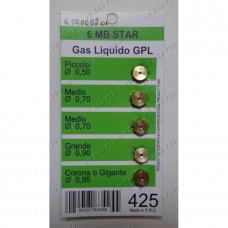 6 MB STAR
Gas Liquido GPL
Piccolo
Ø 0,50
Medio
Ø 0,70
Medio
Ø 0,70
Grande
Ø 0,90
Corona o Gigante
Ø 0,95
425